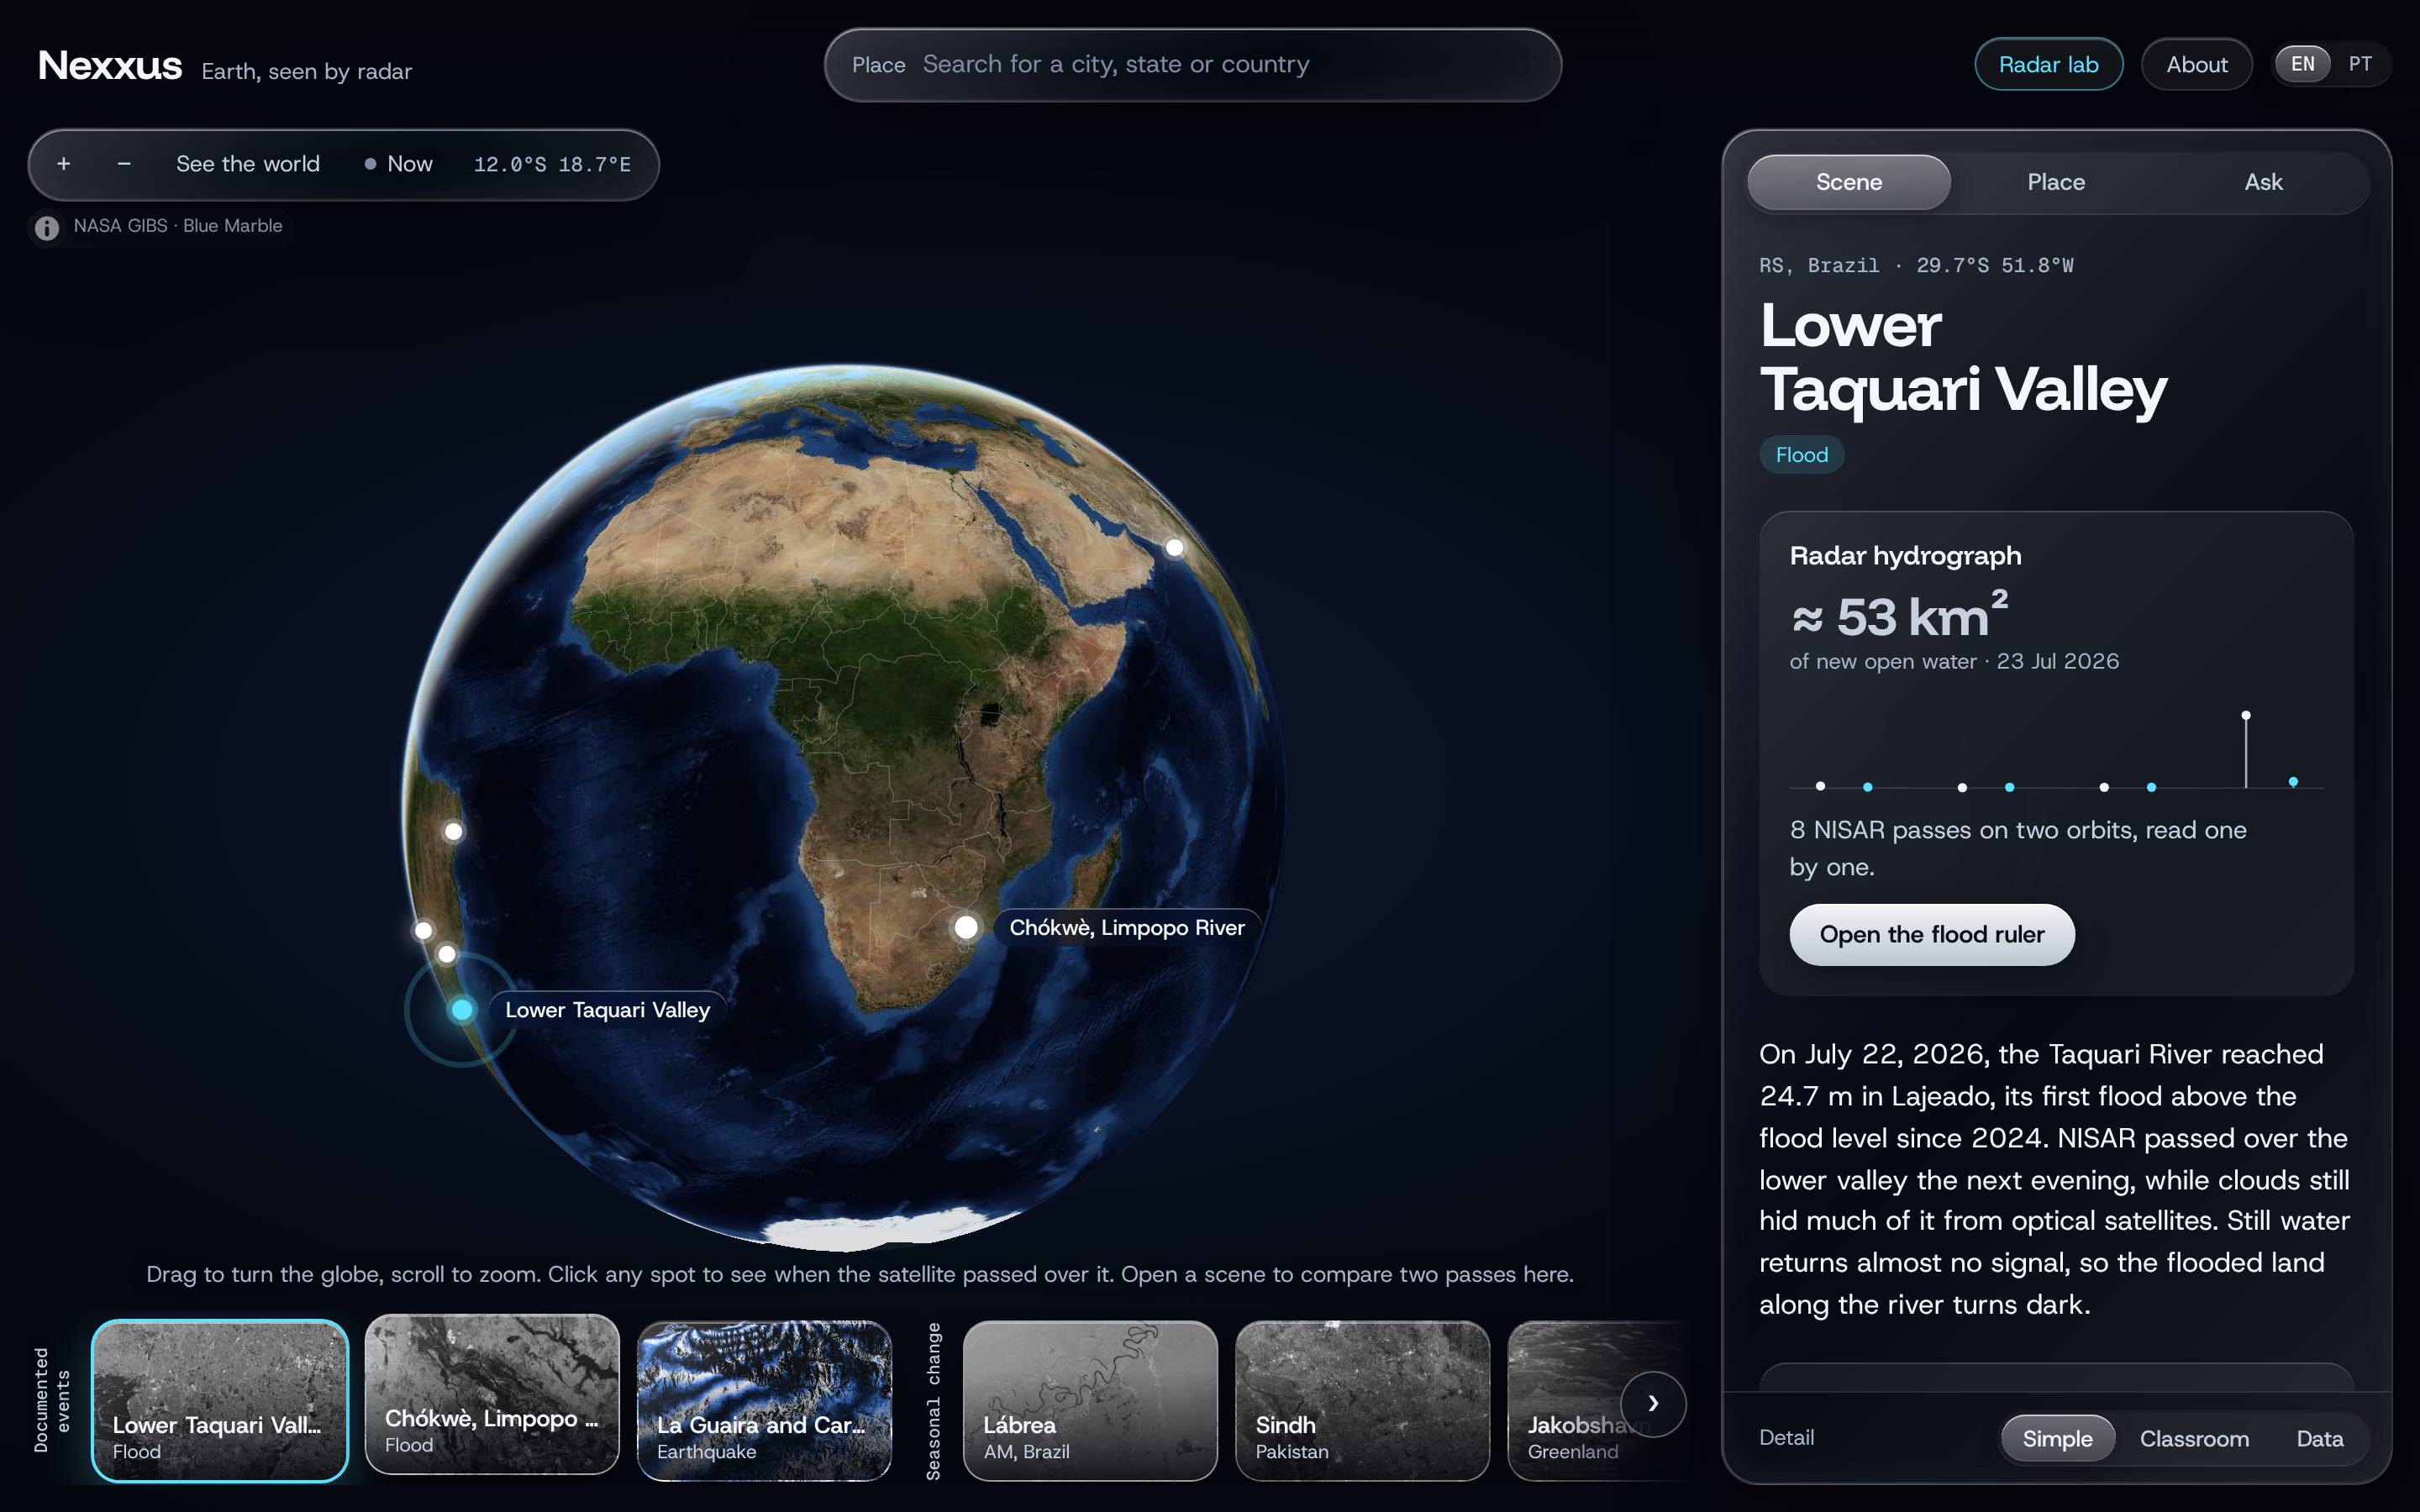 Nexxus Earth, seen by radar
Place Search for a city, state or country
Radar lab
About
EN PT
+ − See the world Now 12.0°S 18.7°E
NASA GIBS · Blue Marble
Chókwè, Limpopo River
Lower Taquari Valley
Drag to turn the globe, scroll to zoom. Click any spot to see when the satellite passed over it. Open a scene to compare two passes here.
Documented
events
Lower Taquari Vall...
Flood
Chókwè, Limpopo ...
Flood
La Guaira and Car...
Earthquake
Seasonal change
Lábrea
AM, Brazil
Sindh
Pakistan
Jakobshavn
Greenland
Scene Place Ask
RS, Brazil · 29.7°S 51.8°W
Lower
Taquari Valley
Flood
Radar hydrograph
≈ 53 km²
of new open water · 23 Jul 2026
8 NISAR passes on two orbits, read one
by one.
Open the flood ruler
On July 22, 2026, the Taquari River reached
24.7 m in Lajeado, its first flood above the
flood level since 2024. NISAR passed over the
lower valley the next evening, while clouds still
hid much of it from optical satellites. Still water
returns almost no signal, so the flooded land
along the river turns dark.
Detail
Simple Classroom Data